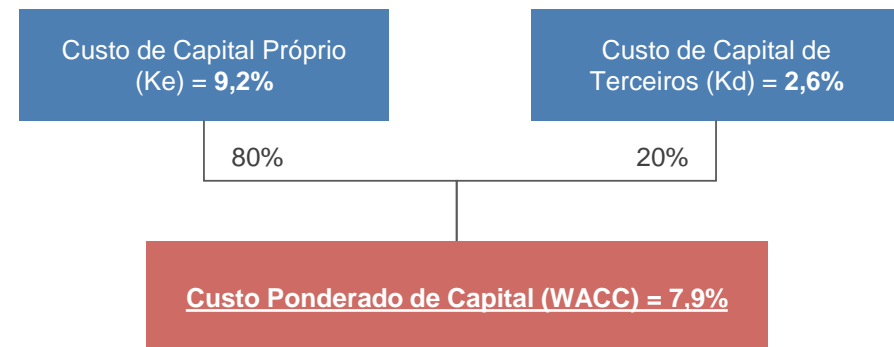 Custo de Capital Próprio
(Ke) = 9,2%
Custo de Capital de
Terceiros (Kd) = 2,6%
80%
20%
Custo Ponderado de Capital (WACC) = 7,9%